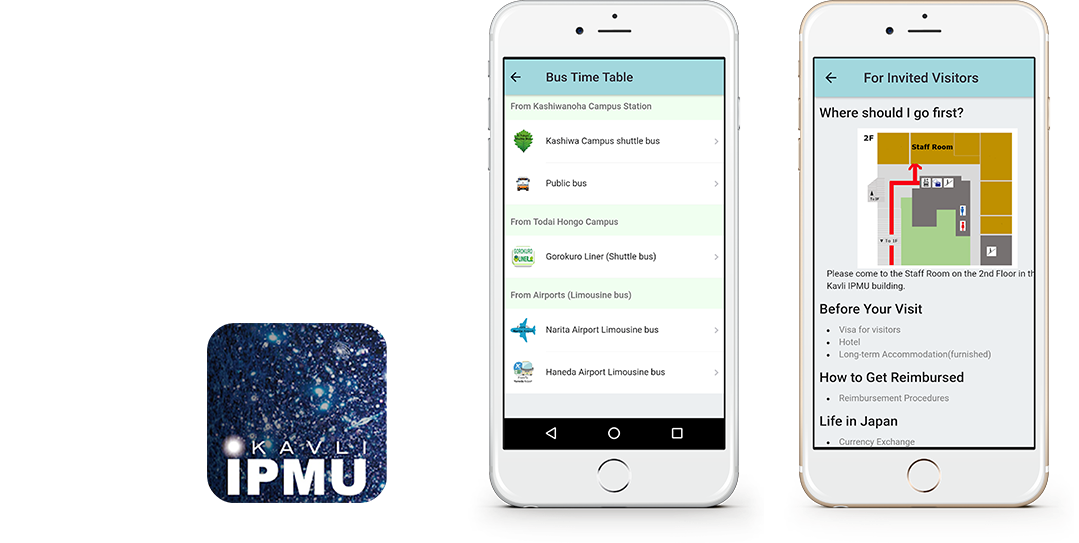 KAVLI
IPMU
Bus Time Table
From Kashiwanoha Campus Station
Kashiwa Campus shuttle bus
Public bus
From Todai Hongo Campus
GOROKURO
LINER
Gorokuro Liner (Shuttle bus)
From Airports (Limousine bus)
Narita Airport Limousine bus
Haneda Airport Limousine bus
For Invited Visitors
Where should I go first?
2F
Staff Room
To 1F
Please come to the Staff Room on the 2nd Floor in th
Kavli IPMU building.
Before Your Visit
Visa for visitors
Hotel
Long-term Accommodation(furnished)
How to Get Reimbursed
Reimbursement Procedures
Life in Japan
Currency Exchange